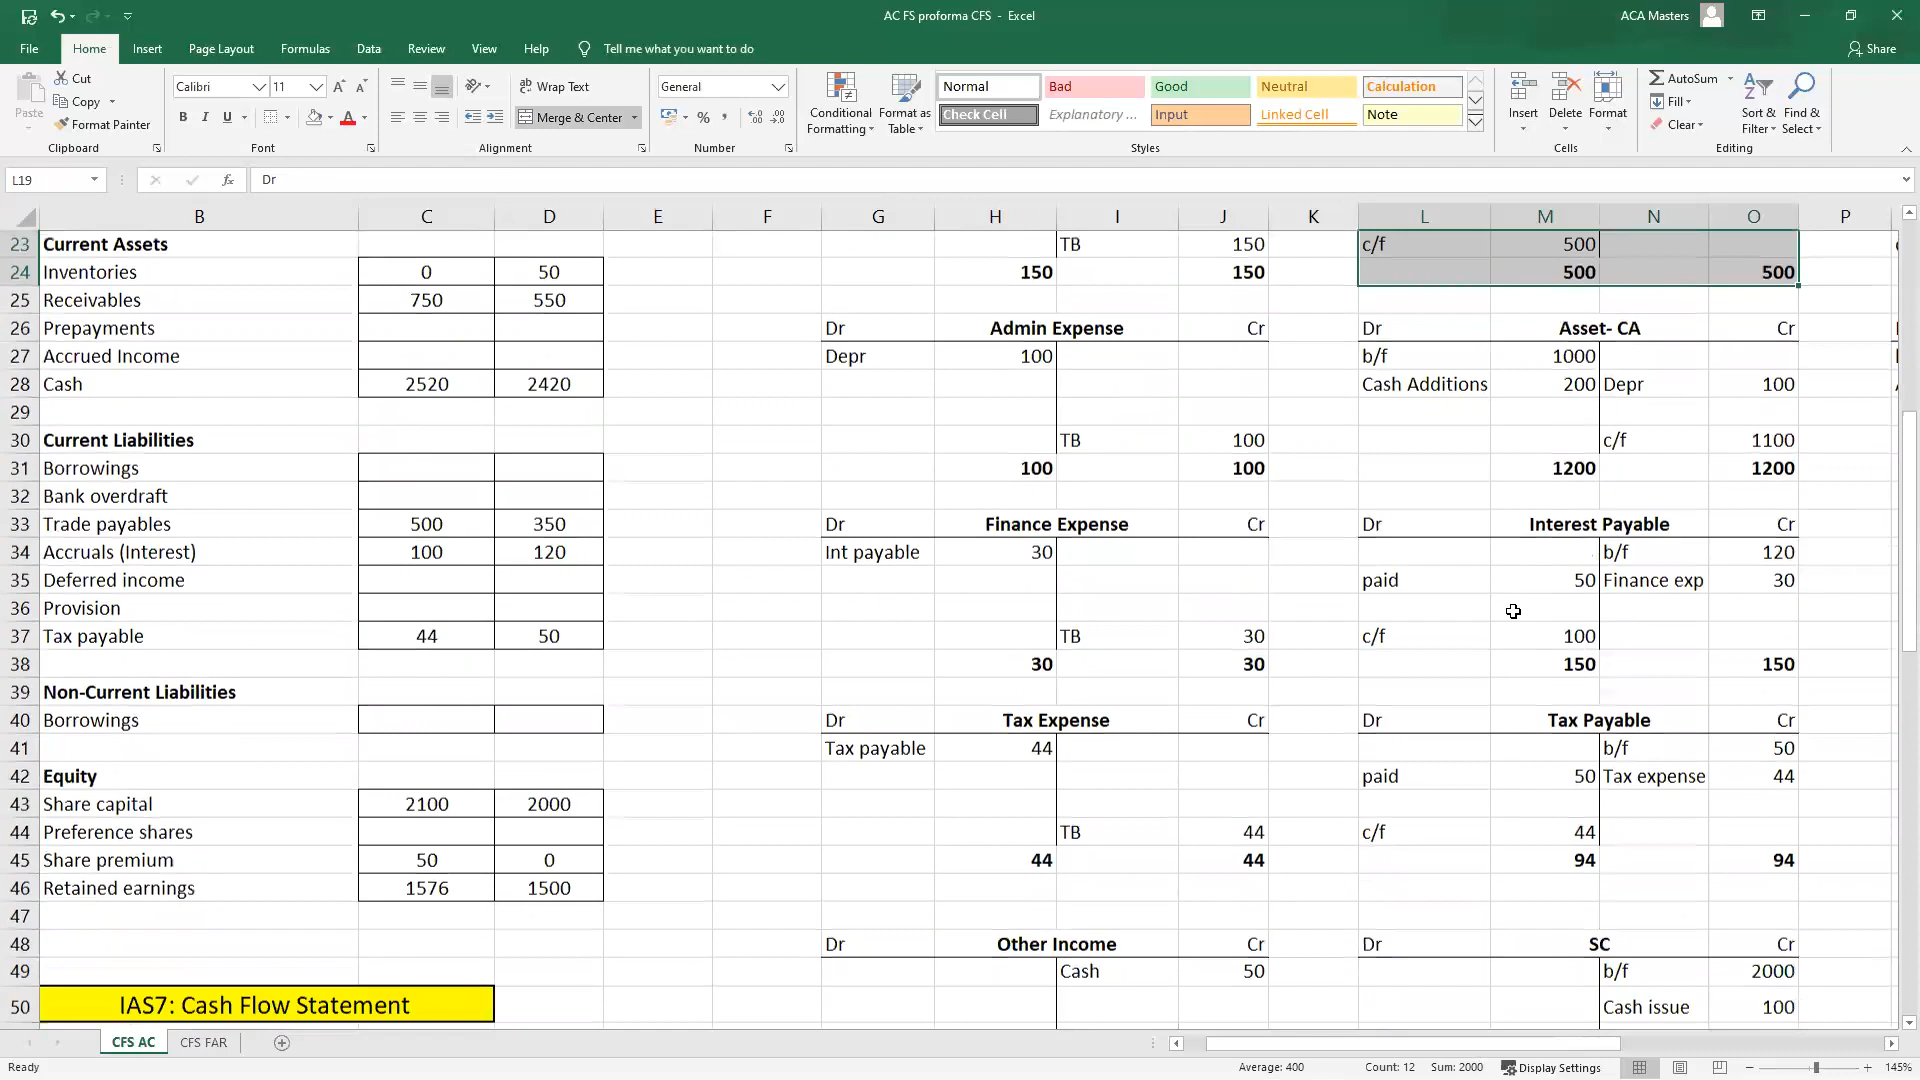 AC FS proforma CFS - Excel
ACA Masters
File Home Insert Page Layout Formulas Data Review View Help Tell me what you want to do Share
Cut
Copy
Format Painter
Paste
Calibri 11
B I U A
Wrap Text
Merge & Center
General
% ,
Conditional Formatting
Format as Table
Normal Bad Good Neutral Calculation
Check Cell Explanatory ... Input Linked Cell Note
Insert Delete Format
AutoSum
Fill
Clear
Sort & Filter
Find & Select
Clipboard Font Alignment Number Styles Cells Editing
L19 fx Dr
B C D E F G H I J K L M N O P
23 Current Assets TB 150 c/f 500
24 Inventories 0 50 150 150 500 500
25 Receivables 750 550
26 Prepayments Dr Admin Expense Cr Dr Asset- CA Cr
27 Accrued Income Depr 100 b/f 1000
28 Cash 2520 2420 Cash Additions 200 Depr 100
29
30 Current Liabilities TB 100 c/f 1100
31 Borrowings 100 100 1200 1200
32 Bank overdraft
33 Trade payables 500 350 Dr Finance Expense Cr Dr Interest Payable Cr
34 Accruals (Interest) 100 120 Int payable 30 b/f 120
35 Deferred income paid 50 Finance exp 30
36 Provision
37 Tax payable 44 50 TB 30 c/f 100
38 30 30 150 150
39 Non-Current Liabilities
40 Borrowings Dr Tax Expense Cr Dr Tax Payable Cr
41 Tax payable 44 b/f 50
42 Equity paid 50 Tax expense 44
43 Share capital 2100 2000
44 Preference shares TB 44 c/f 44
45 Share premium 50 0 44 44 94 94
46 Retained earnings 1576 1500
47
48 Dr Other Income Cr Dr SC Cr
49 Cash 50 b/f 2000
50 IAS7: Cash Flow Statement Cash issue 100
CFS AC CFS FAR
Ready Average: 400 Count: 12 Sum: 2000 Display Settings 145%